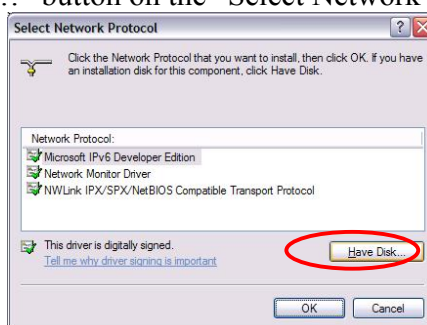 … button on the "Select Network
Select Network Protocol
Click the Network Protocol that you want to install, then click OK. If you have
an installation disk for this component, click Have Disk.
Network Protocol:
Microsoft IPv6 Developer Edition
Network Monitor Driver
NWLink IPX/SPX/NetBIOS Compatible Transport Protocol
This driver is digitally signed.
Tell me why driver signing is important
Have Disk...
OK
Cancel